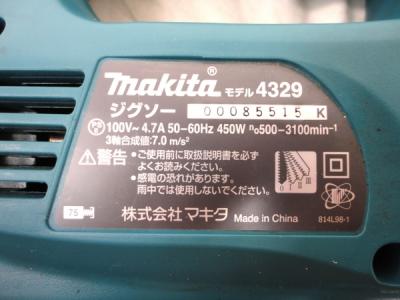 makita® モデル 4329
ジグソー 00085515 K
100V～ 4.7A 50-60Hz 450W n₀500-3100min⁻¹
3軸合成値:7.0 m/s²
⚠警告 •ご使用前に取扱説明書を必ず
よくお読みください。
•感電の恐れがあります。
雨中では使用しないでください。
75
株式会社マキタ Made in China 814L98-1